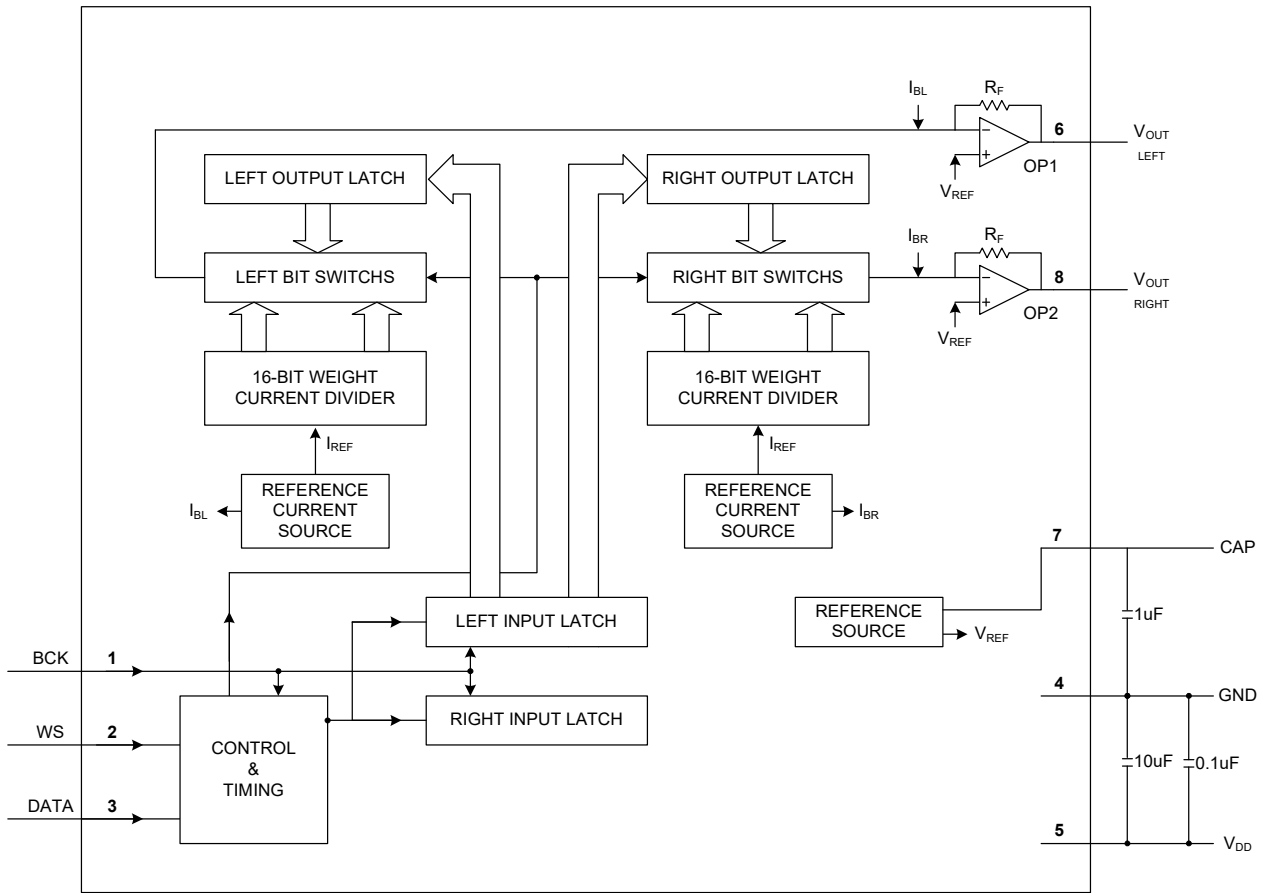 I_BL
R_F
6
V_OUT
LEFT
OP1
V_REF
LEFT OUTPUT LATCH
RIGHT OUTPUT LATCH
I_BR
R_F
8
V_OUT
RIGHT
OP2
V_REF
LEFT BIT SWITCHS
RIGHT BIT SWITCHS
16-BIT WEIGHT
CURRENT DIVIDER
16-BIT WEIGHT
CURRENT DIVIDER
I_REF
I_REF
I_BL
REFERENCE
CURRENT
SOURCE
REFERENCE
CURRENT
SOURCE
I_BR
7
CAP
LEFT INPUT LATCH
REFERENCE
SOURCE
V_REF
1uF
BCK
1
4
GND
RIGHT INPUT LATCH
WS
2
CONTROL
&
TIMING
10uF
0.1uF
DATA
3
5
V_DD